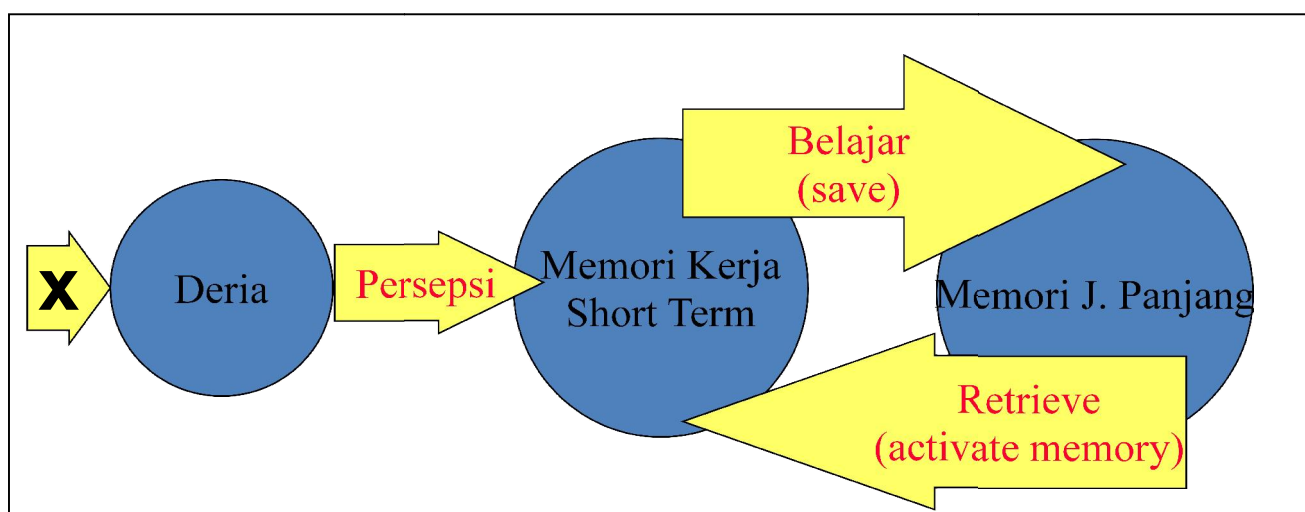 X
Deria
Persepsi
Memori Kerja
Short Term
Belajar
(save)
Memori J. Panjang
Retrieve
(activate memory)